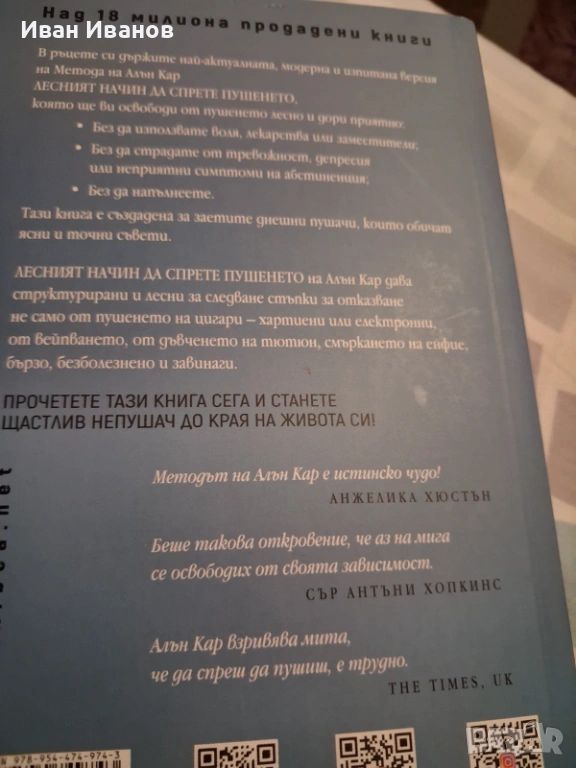 Над 18 милиона продадени книги
Иван Иванов
В ръцете си държите най-актуалната, модерна и изпитана версия
на Метода на Алън Кар
ЛЕСНИЯТ НАЧИН ДА СПРЕТЕ ПУШЕНЕТО,
която ще ви освободи от пушенето лесно и дори приятно:
• Без да използвате воля, лекарства или заместители;
• Без да страдате от тревожност, депресия
или неприятни симптоми на абстиненция;
• Без да напълнеете.
Тази книга е създадена за заетите днешни пушачи, които обичат
ясни и точни съвети.
ЛЕСНИЯТ НАЧИН ДА СПРЕТЕ ПУШЕНЕТО на Алън Кар дава
структурирани и лесни за следване стъпки за отказване
не само от пушенето на цигари – хартиени или електронни,
от вейпването, от дъвченето на тютюн, смъркането на енфие,
бързо, безболезнено и завинаги.
ПРОЧЕТЕТЕ ТАЗИ КНИГА СЕГА И СТАНЕТЕ
ЩАСТЛИВ НЕПУШАЧ ДО КРАЯ НА ЖИВОТА СИ!
Методът на Алън Кар е истинско чудо!
АНЖЕЛИКА ХЮСТЪН
Беше такова откровение, че аз на мига
се освободих от своята зависимост.
СЪР АНТЪНИ ХОПКИНС
Алън Кар взривява мита,
че да спреш да пушиш, е трудно.
THE TIMES, UK
978-954-474-974-3